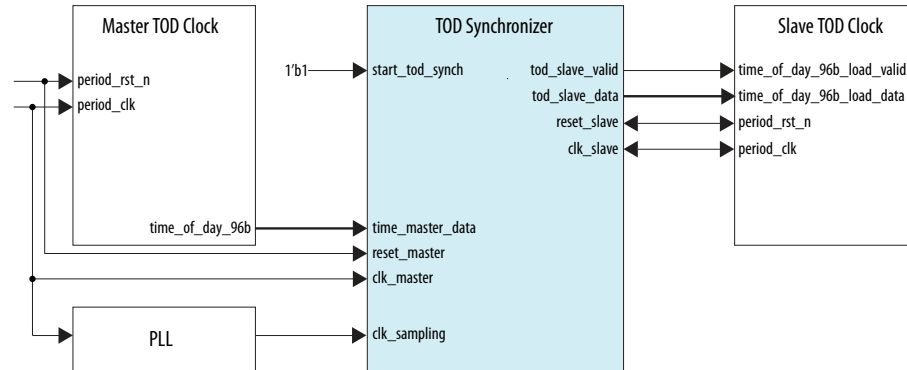 Master TOD Clock
period_rst_n
period_clk
time_of_day_96b
PLL
TOD Synchronizer
1'b1
start_tod_synch
tod_slave_valid
tod_slave_data
reset_slave
clk_slave
time_master_data
reset_master
clk_master
clk_sampling
Slave TOD Clock
time_of_day_96b_load_valid
time_of_day_96b_load_data
period_rst_n
period_clk